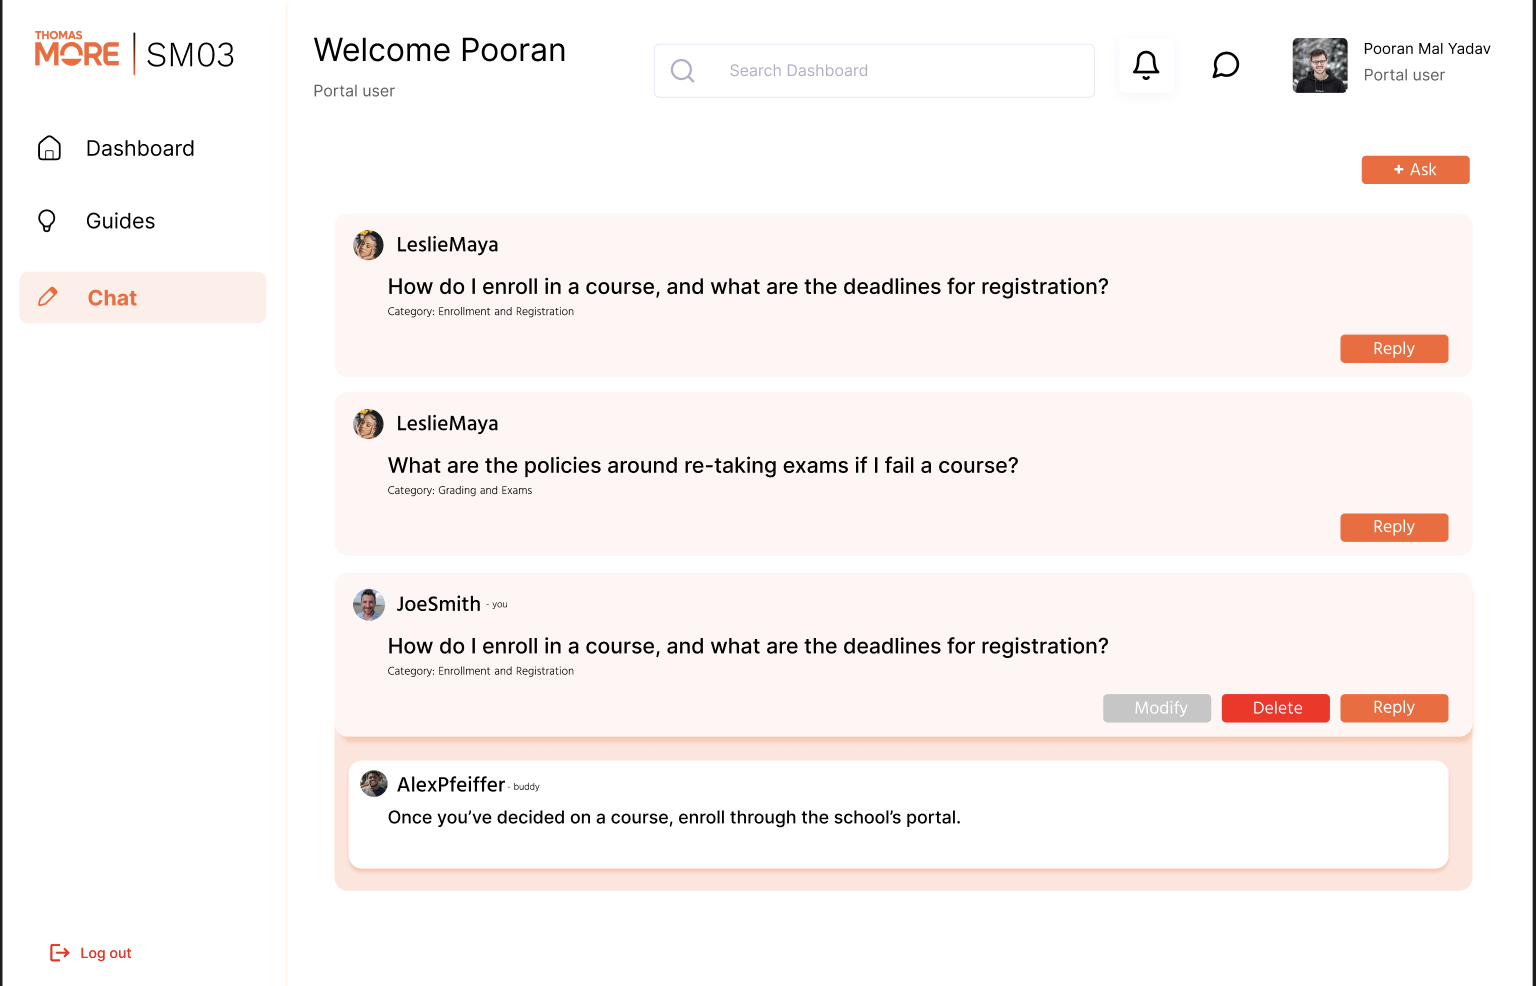 THOMAS
MORE | SM03
Welcome Pooran
Portal user
Search Dashboard
Pooran Mal Yadav
Portal user
Dashboard
Guides
Chat
Log out
+ Ask
LeslieMaya
How do I enroll in a course, and what are the deadlines for registration?
Category: Enrollment and Registration
Reply
LeslieMaya
What are the policies around re-taking exams if I fail a course?
Category: Grading and Exams
Reply
JoeSmith - you
How do I enroll in a course, and what are the deadlines for registration?
Category: Enrollment and Registration
Modify Delete Reply
AlexPfeiffer - buddy
Once you’ve decided on a course, enroll through the school’s portal.